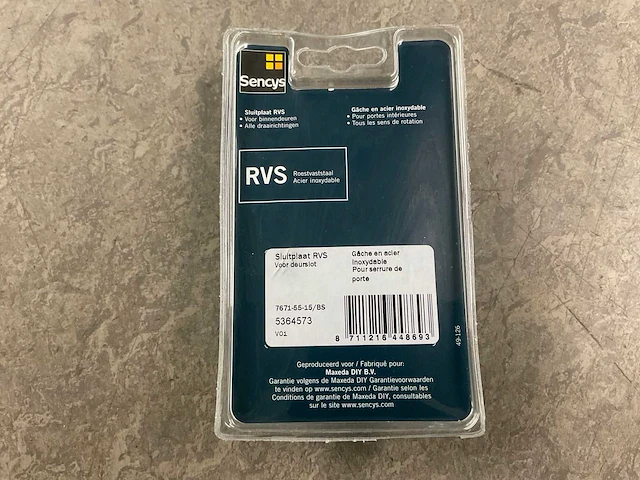 Sencys
Sluitplaat RVS
• Voor binnendeuren
• Alle draairichtingen
Gâche en acier inoxydable
• Pour portes intérieures
• Tous les sens de rotation
RVS
Roestvaststaal
Acier inoxydable
Sluitplaat RVS
Voor deurslot
Gâche en acier
Inoxydable
Pour serrure de
porte
7671-55-15/BS
5364573
V01
8 711216 448693
49-126
Geproduceerd voor / Fabriqué pour:
Maxeda DIY B.V.
Garantie volgens de Maxeda DIY Garantievoorwaarden
te vinden op www.sencys.com / Garantie selon les
Conditions de garantie de Maxeda DIY, consultables
sur le site www.sencys.com